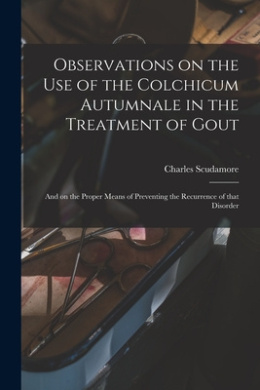 Observations on the
Use of the Colchicum
Autumnale in the
Treatment of Gout
Charles Scudamore
And on the Proper Means of Preventing the Recurrence of that
Disorder